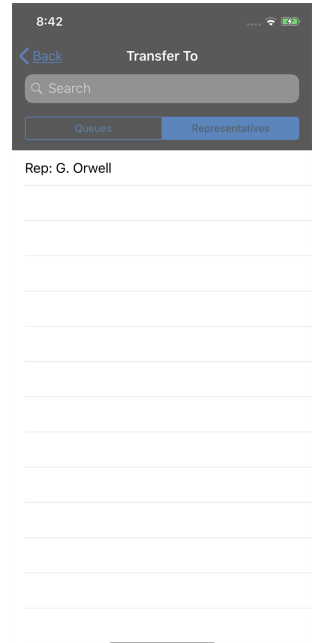 8:42
Back Transfer To
Search
Queues Representatives
Rep: G. Orwell